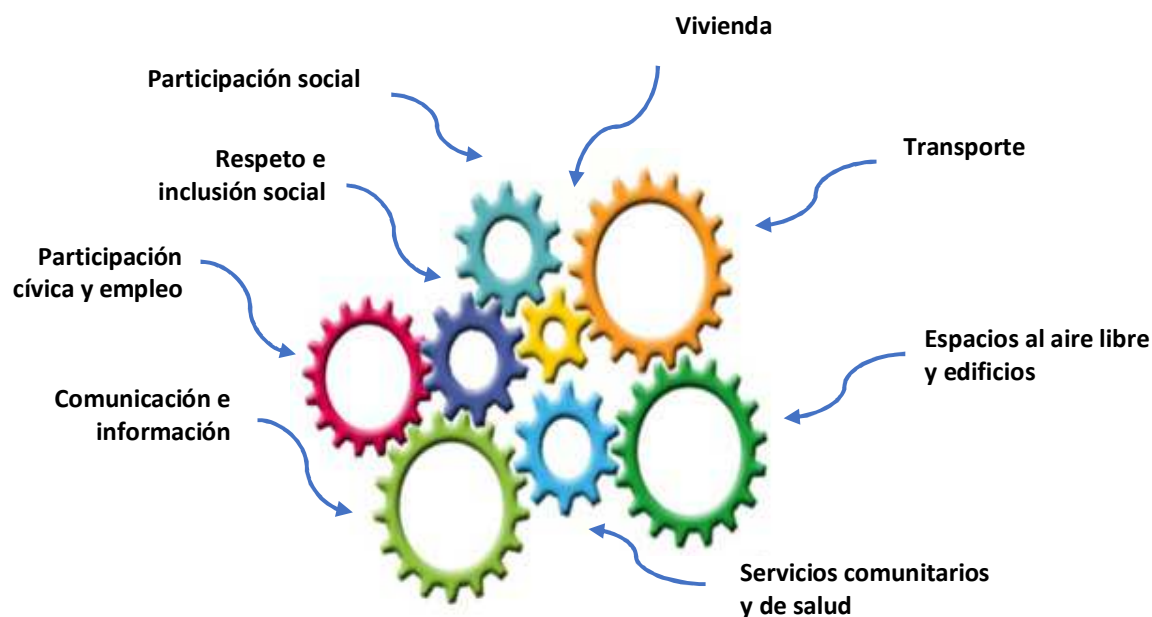 Vivienda
Participación social
Transporte
Respeto e
inclusión social
Participación
cívica y empleo
Espacios al aire libre
y edificios
Comunicación e
información
Servicios comunitarios
y de salud